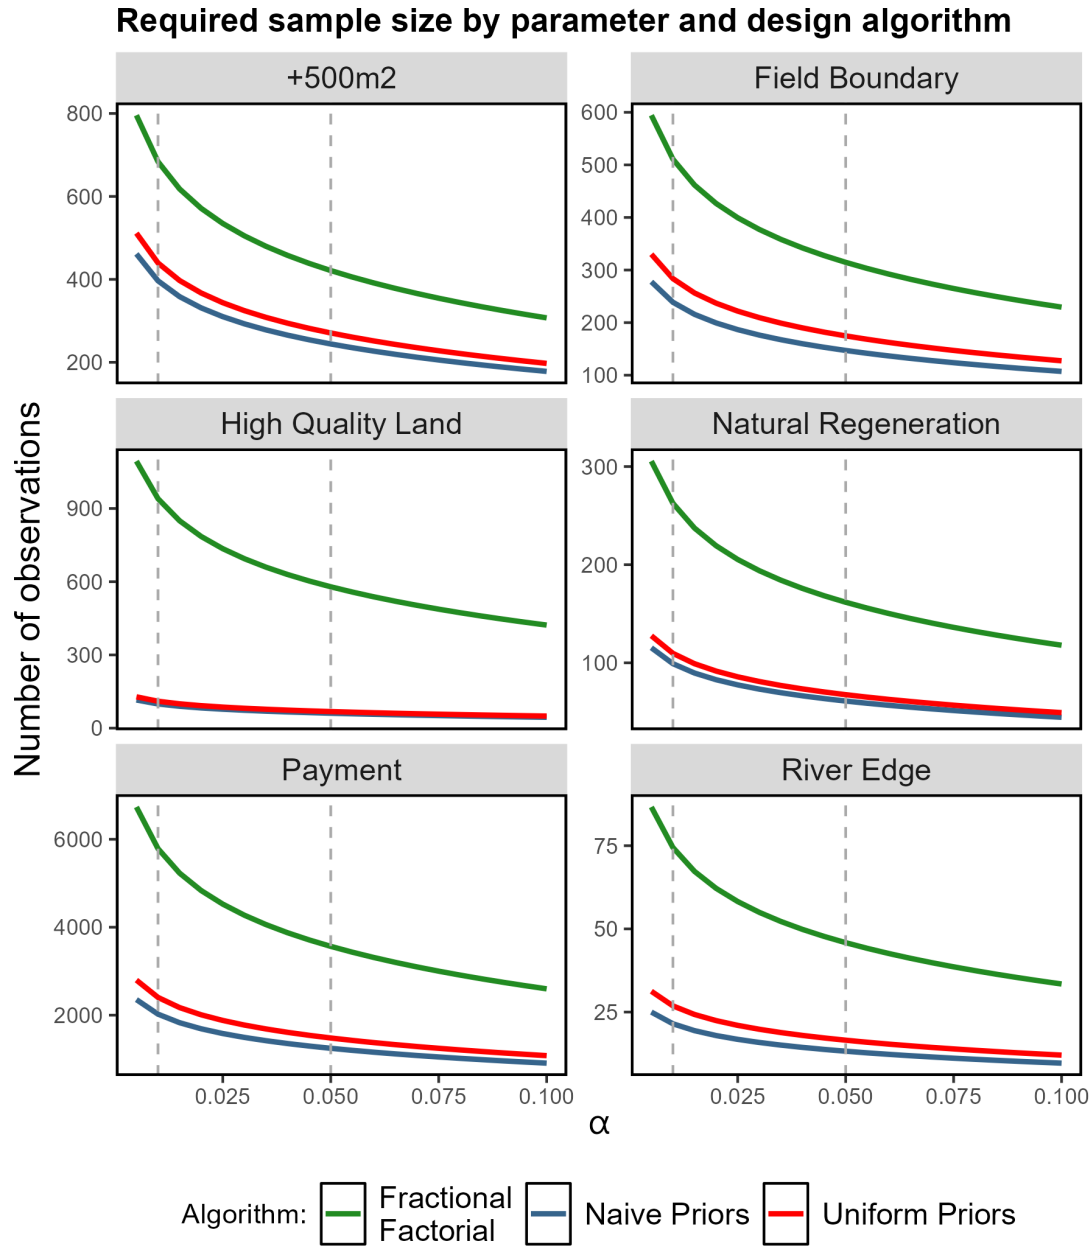 Required sample size by parameter and design algorithm
+500m2
Field Boundary
800
600
400
200
600
500
400
300
200
100
High Quality Land
Natural Regeneration
900
600
300
0
300
200
100
Number of observations
Payment
River Edge
6000
4000
2000
75
50
25
0.025 0.050 0.075 0.100
0.025 0.050 0.075 0.100
α
Algorithm:
Fractional
Factorial
Naive Priors
Uniform Priors